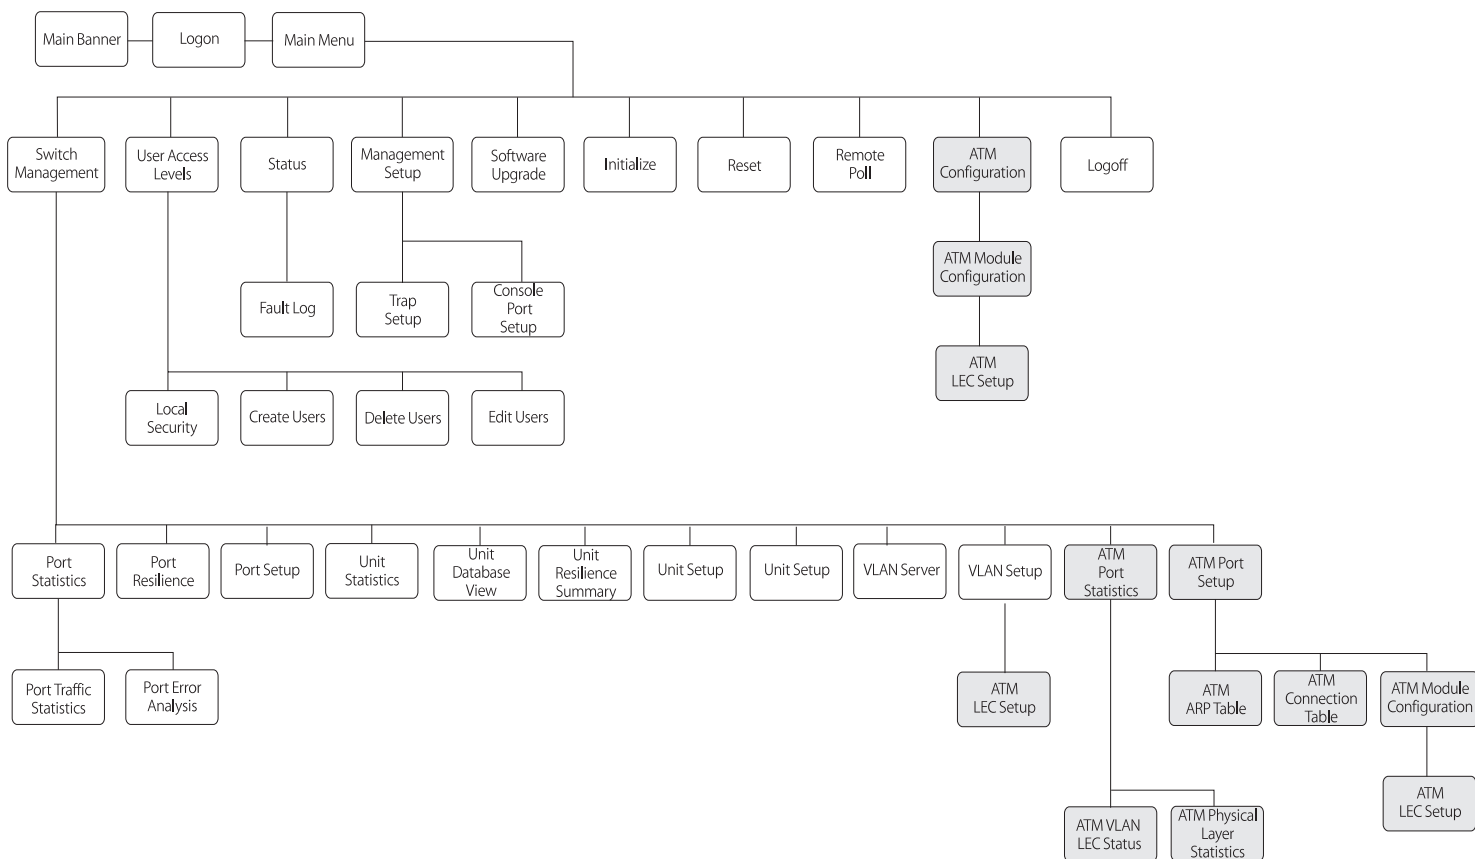 Main Banner
Logon
Main Menu
Switch
Management
User Access
Levels
Status
Management
Setup
Software
Upgrade
Initialize
Reset
Remote
Poll
ATM
Configuration
Logoff
ATM Module
Configuration
Fault Log
Trap
Setup
Console
Port
Setup
ATM
LEC Setup
Local
Security
Create Users
Delete Users
Edit Users
Port
Statistics
Port
Resilience
Port Setup
Unit
Statistics
Unit
Database
View
Unit
Resilience
Summary
Unit Setup
Unit Setup
VLAN Server
VLAN Setup
ATM
Port
Statistics
ATM Port
Setup
Port Traffic
Statistics
Port Error
Analysis
ATM
LEC Setup
ATM
ARP Table
ATM
Connection
Table
ATM Module
Configuration
ATM
LEC Setup
ATM VLAN
LEC Status
ATM Physical
Layer
Statistics